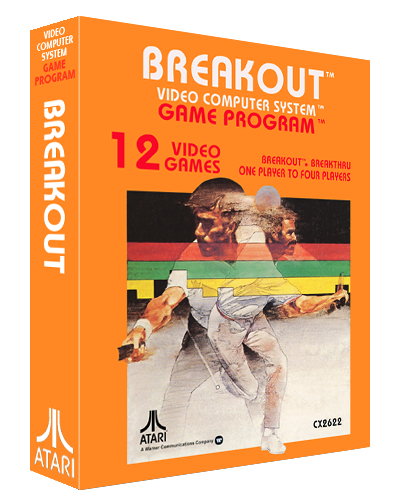 VIDEO
COMPUTER
SYSTEM
GAME
PROGRAM
BREAKOUT
ATARI
BREAKOUT™
VIDEO COMPUTER SYSTEM™
GAME PROGRAM™
12 VIDEO
GAMES
BREAKOUT™, BREAKTHRU
ONE PLAYER TO FOUR PLAYERS
ATARI
A Warner Communications Company
CX2622